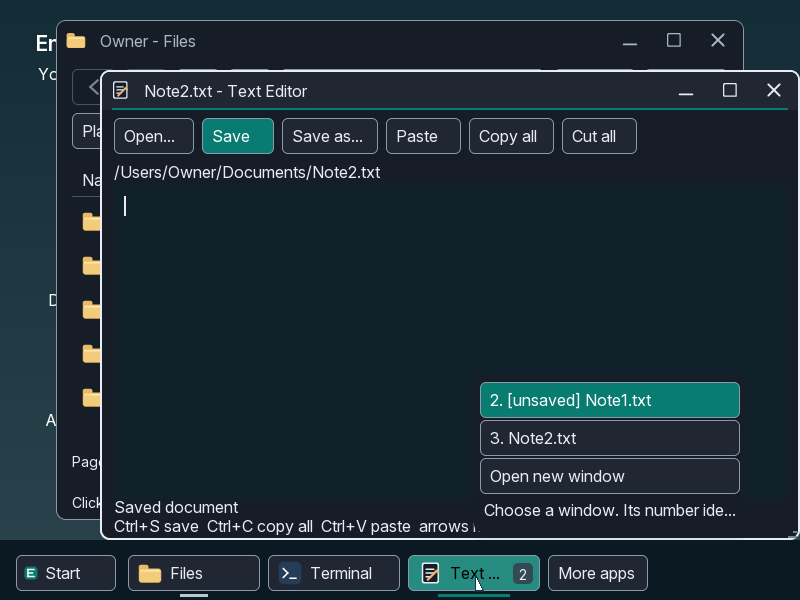 Owner - Files
Note2.txt - Text Editor
Open...
Save
Save as...
Paste
Copy all
Cut all
/Users/Owner/Documents/Note2.txt
2. [unsaved] Note1.txt
3. Note2.txt
Open new window
Choose a window. Its number ide...
Saved document
Ctrl+S save Ctrl+C copy all Ctrl+V paste arrows
Start
Files
Terminal
Text ...
2
More apps